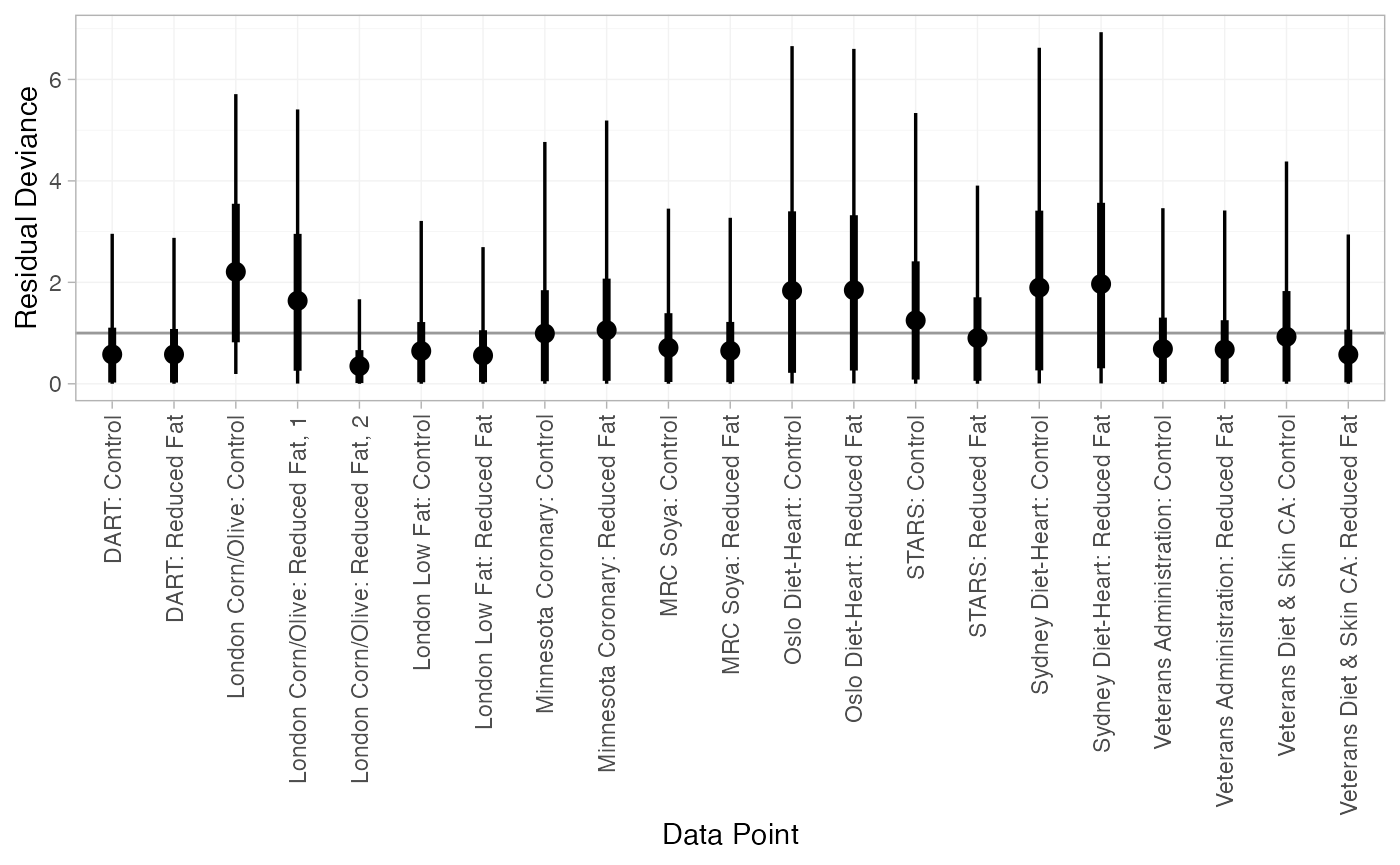 Residual Deviance
6
4
2
0
DART: Control
DART: Reduced Fat
London Corn/Olive: Control
London Corn/Olive: Reduced Fat, 1
London Corn/Olive: Reduced Fat, 2
London Low Fat: Control
London Low Fat: Reduced Fat
Minnesota Coronary: Control
Minnesota Coronary: Reduced Fat
MRC Soya: Control
MRC Soya: Reduced Fat
Oslo Diet-Heart: Control
Oslo Diet-Heart: Reduced Fat
STARS: Control
STARS: Reduced Fat
Sydney Diet-Heart: Control
Sydney Diet-Heart: Reduced Fat
Veterans Administration: Control
Veterans Administration: Reduced Fat
Veterans Diet & Skin CA: Control
Veterans Diet & Skin CA: Reduced Fat
Data Point